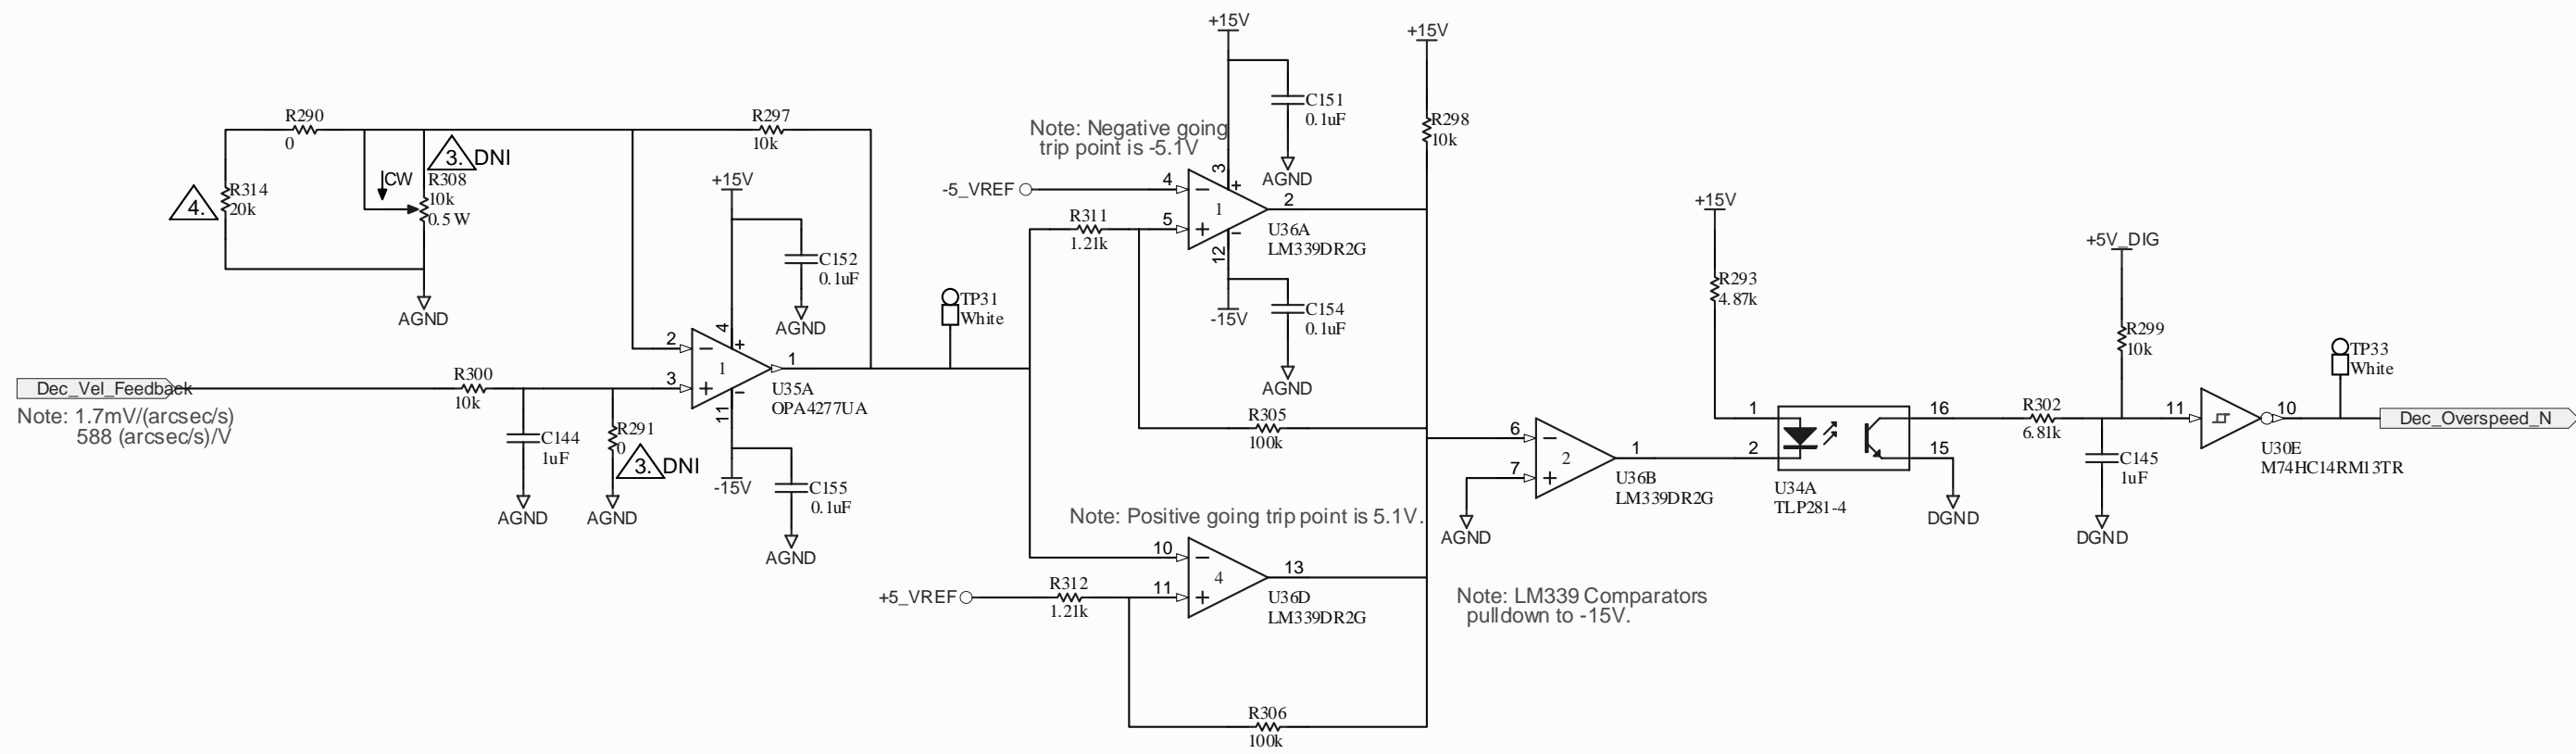 R290
0
4.
R314
20k
CW
3. DNI
R308
10k
0.5 W
AGND
R297
10k
+15V
C152
0.1uF
AGND
Dec_Vel_Feedback
Note: 1.7mV/(arcsec/s)
588 (arcsec/s)/V
R300
10k
C144
1uF
AGND
R291
0
3. DNI
AGND
2
3
4
1
11
1
U35A
OPA4277UA
-15V
C155
0.1uF
AGND
TP31
White
+15V
C151
0.1uF
AGND
Note: Negative going
trip point is -5.1V
-5_VREF
4
5
3
1
12
2
U36A
LM339DR2G
R311
1.21k
-15V
C154
0.1uF
AGND
R305
100k
+15V
R298
10k
Note: Positive going trip point is 5.1V.
+5_VREF
R312
1.21k
10
11
4
13
U36D
LM339DR2G
R306
100k
Note: LM339 Comparators
pulldown to -15V.
6
7
2
1
U36B
LM339DR2G
AGND
+15V
R293
4.87k
1
2
16
15
U34A
TLP281-4
DGND
R302
6.81k
+5V_DIG
R299
10k
C145
1uF
DGND
11
10
U30E
M74HC14RM13TR
TP33
White
Dec_Overspeed_N